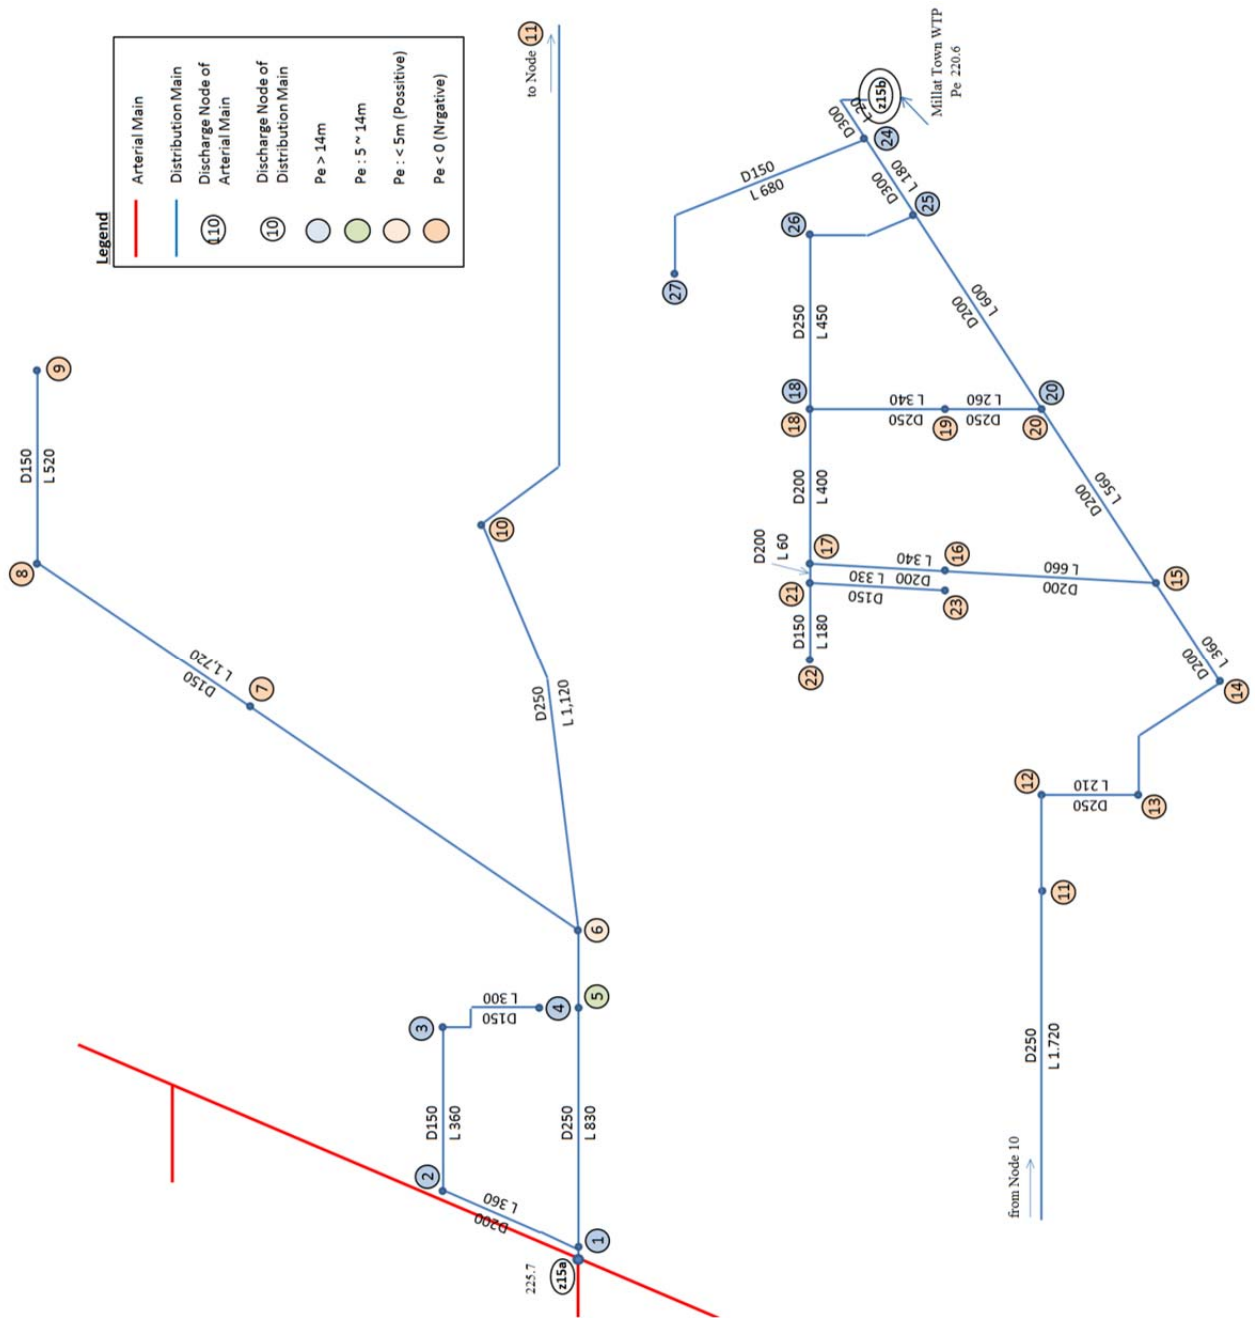 Legend
Arterial Main
Distribution Main
110
Discharge Node of
Arterial Main
10
Discharge Node of
Distribution Main
Pe > 14m
Pe : 5 ~ 14m
Pe : < 5m (Possitive)
Pe < 0 (Nrgative)
to Node 11
9
D150
L 520
8
L 1,720
D150
7
10
D250
L 1,120
6
5
4
L 300
D150
3
D150
L 360
D250
L 830
2
L 360
D200
1
225.7
z15a
Millat Town WTP
Pe 220.6
z15b
L 20
D300
24
D150
L 680
L 180
D300
25
26
27
D250
L 450
L 600
D200
18
18
L 340
D250
19
L 260
D250
20
20
D200
L 400
L 560
D200
D200
L 60
17
L 340
D200
16
L 660
D200
15
21
L 330
D150
23
D150
L 180
22
L 360
D200
14
12
L 210
D250
13
11
D250
L 1.720
from Node 10